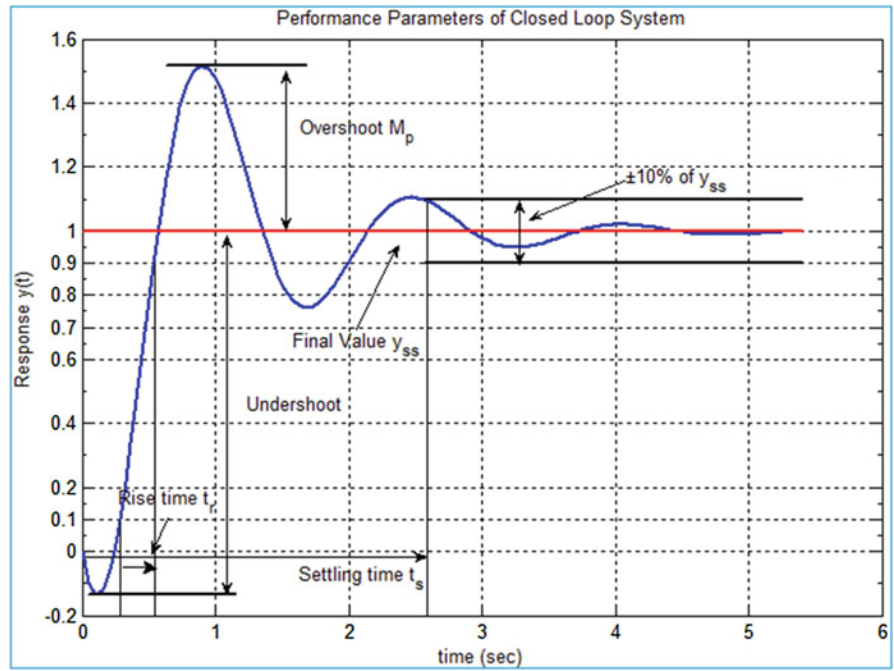 Performance Parameters of Closed Loop System
1.6
1.4
Overshoot Mp
1.2
±10% of yss
1
0.9
0.8
0.7
Final Value yss
0.6
Response y(t)
0.4
Undershoot
0.2
Rise time tr
0.1
0
Settling time ts
-0.2
0 1 2 3 4 5 6
time (sec)